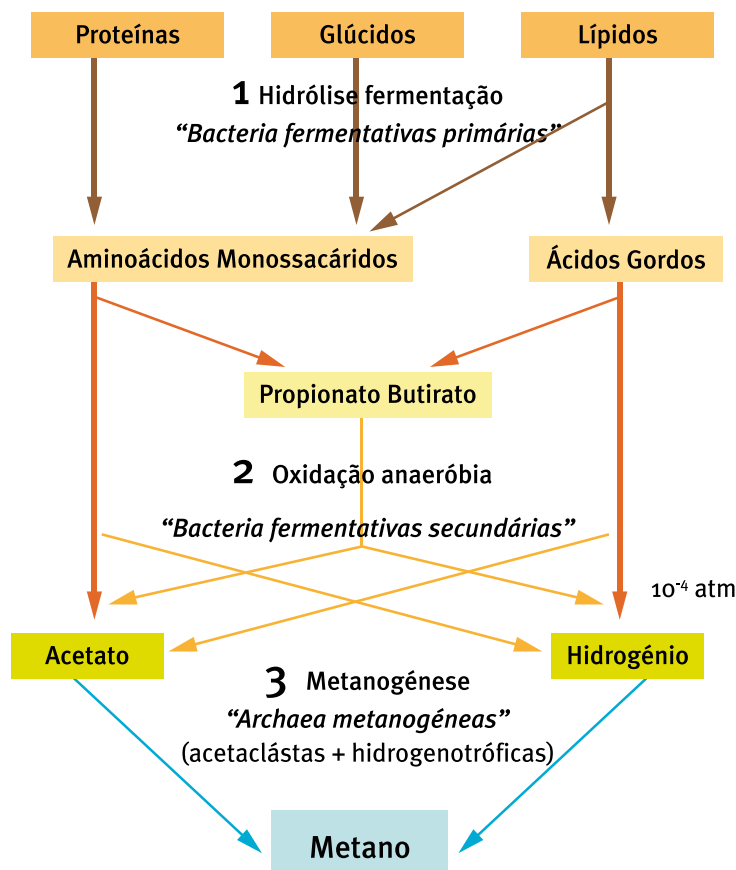 Proteínas
Glúcidos
Lípidos
1 Hidrólise fermentação
“Bacteria fermentativas primárias”
Aminoácidos Monossacáridos
Ácidos Gordos
Propionato Butirato
2 Oxidação anaeróbia
“Bacteria fermentativas secundárias”
10-4 atm
Acetato
Hidrogénio
3 Metanogénese
“Archaea metanogéneas”
(acetaclástas + hidrogenotróficas)
Metano